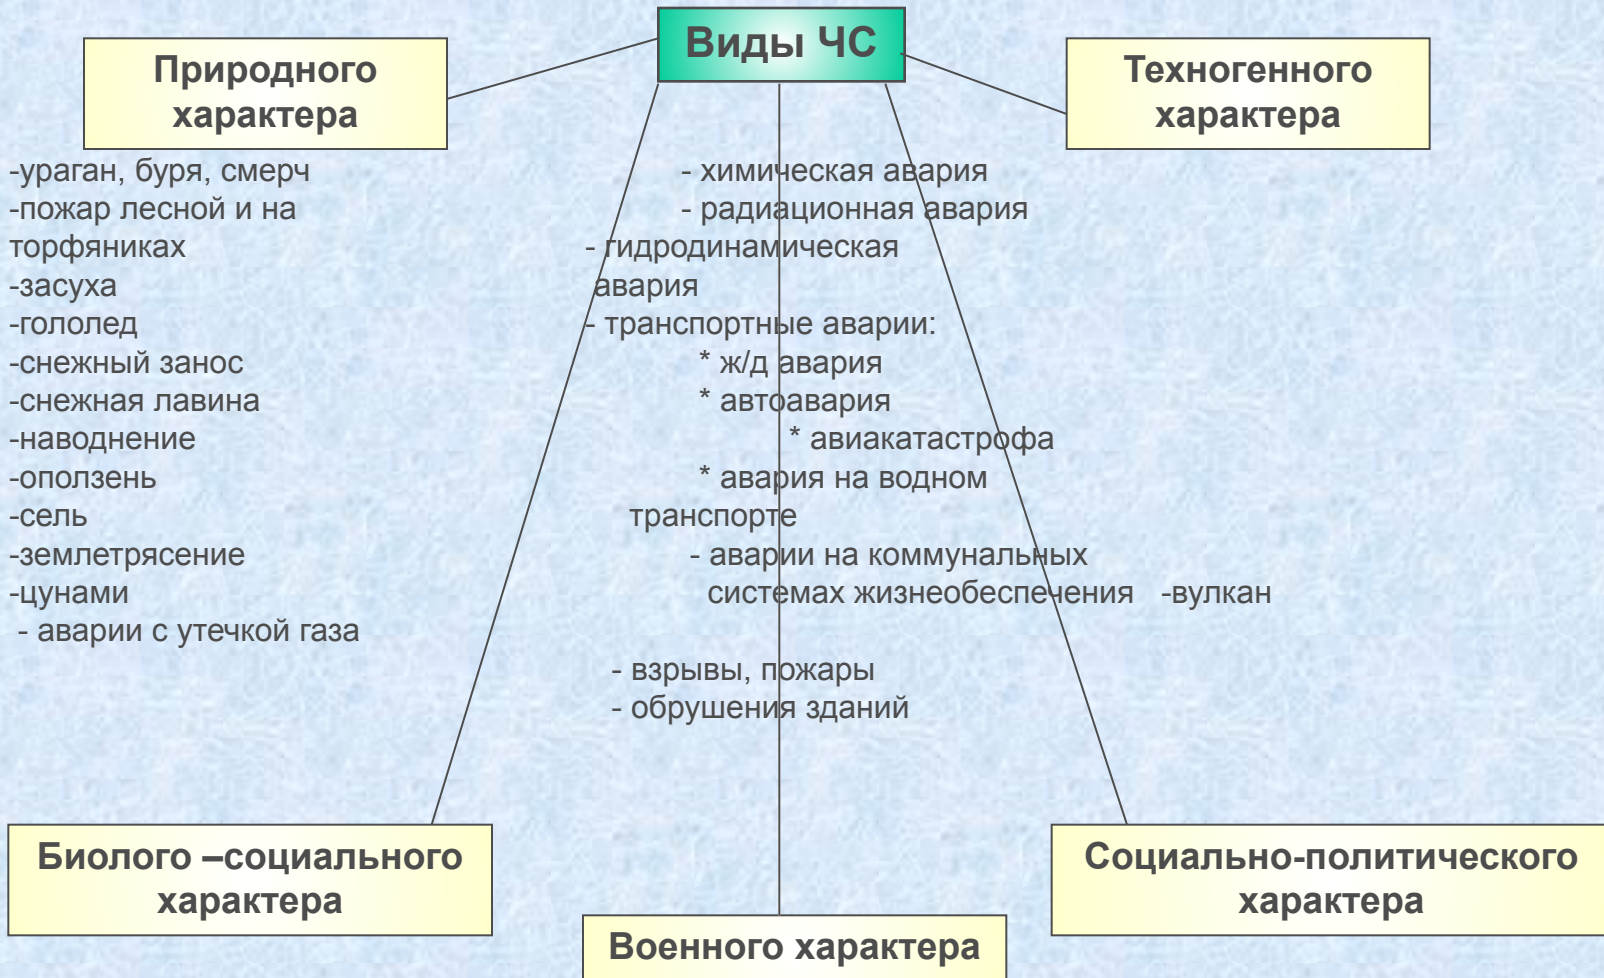 Виды ЧС
Природного
характера
Техногенного
характера
-ураган, буря, смерч
-пожар лесной и на
торфяниках
-засуха
-гололед
-снежный занос
-снежная лавина
-наводнение
-оползень
-сель
-землетрясение
-цунами
- аварии с утечкой газа
- химическая авария
- радиационная авария
- гидродинамическая
авария
- транспортные аварии:
* ж/д авария
* автоавария
* авиакатастрофа
* авария на водном
транспорте
- аварии на коммунальных
системах жизнеобеспечения -вулкан
- взрывы, пожары
- обрушения зданий
Биолого –социального
характера
Военного характера
Социально-политического
характера